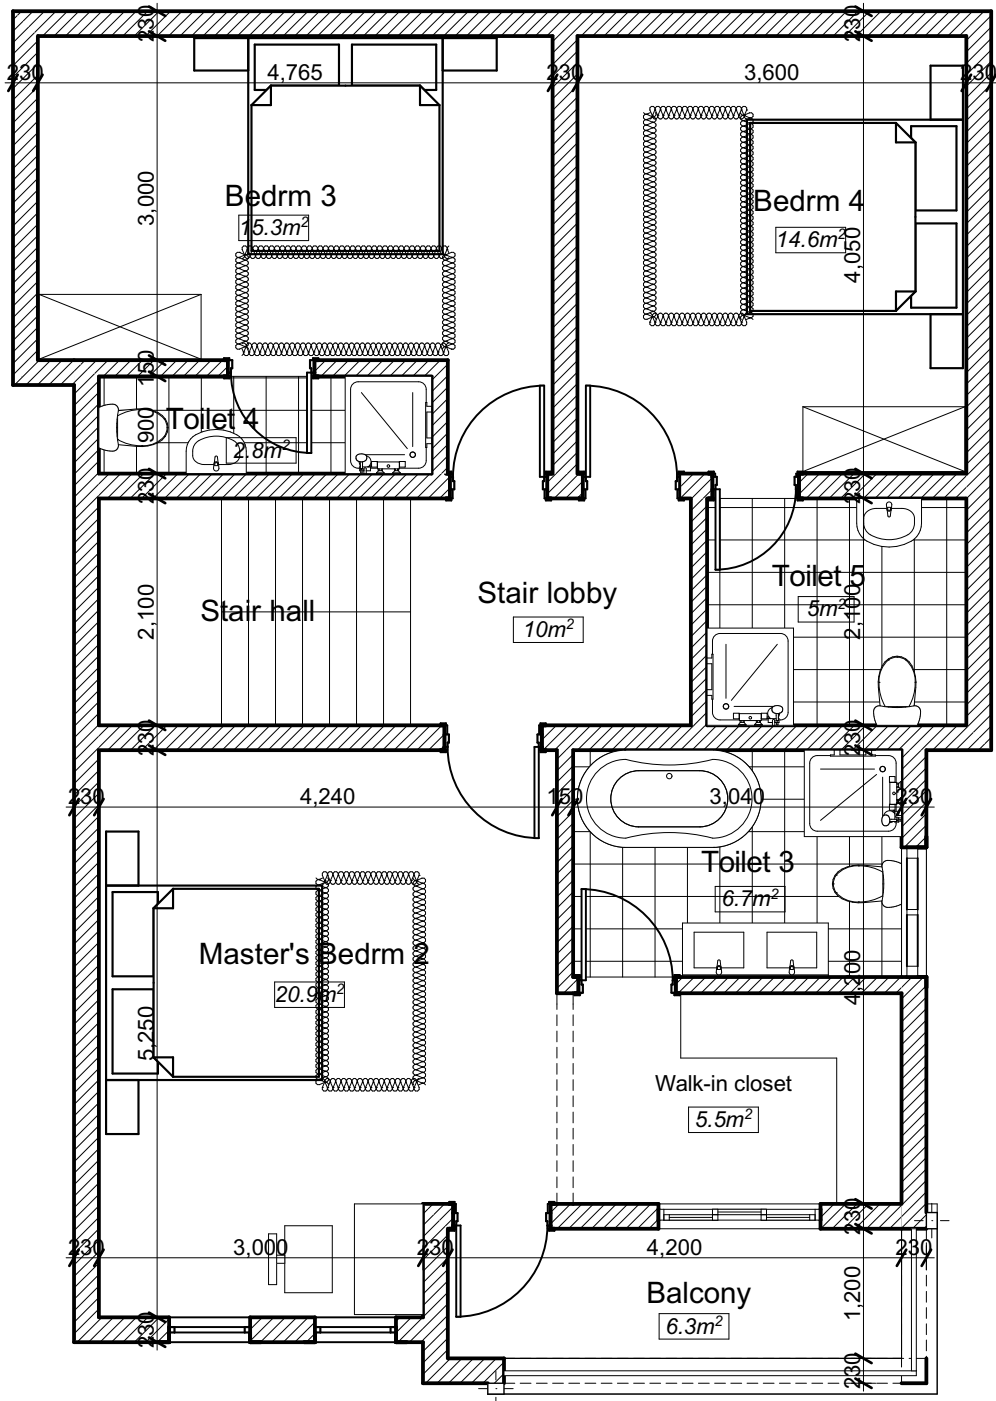 230
230
230
4,765
230
3,600
230
3,000
Bedrm 3
15.3m²
Bedrm 4
14.6m²
4,050
150
Toilet 4
900
2.8m²
230
230
2,100
Stair hall
Stair lobby
10m²
Toilet 5
5m²
2,100
230
230
230
4,240
150
3,040
230
Toilet 3
6.7m²
Master's Bedrm 2
20.9m²
4,200
5,250
Walk-in closet
5.5m²
230
230
3,000
230
4,200
230
Balcony
6.3m²
1,200
230
230